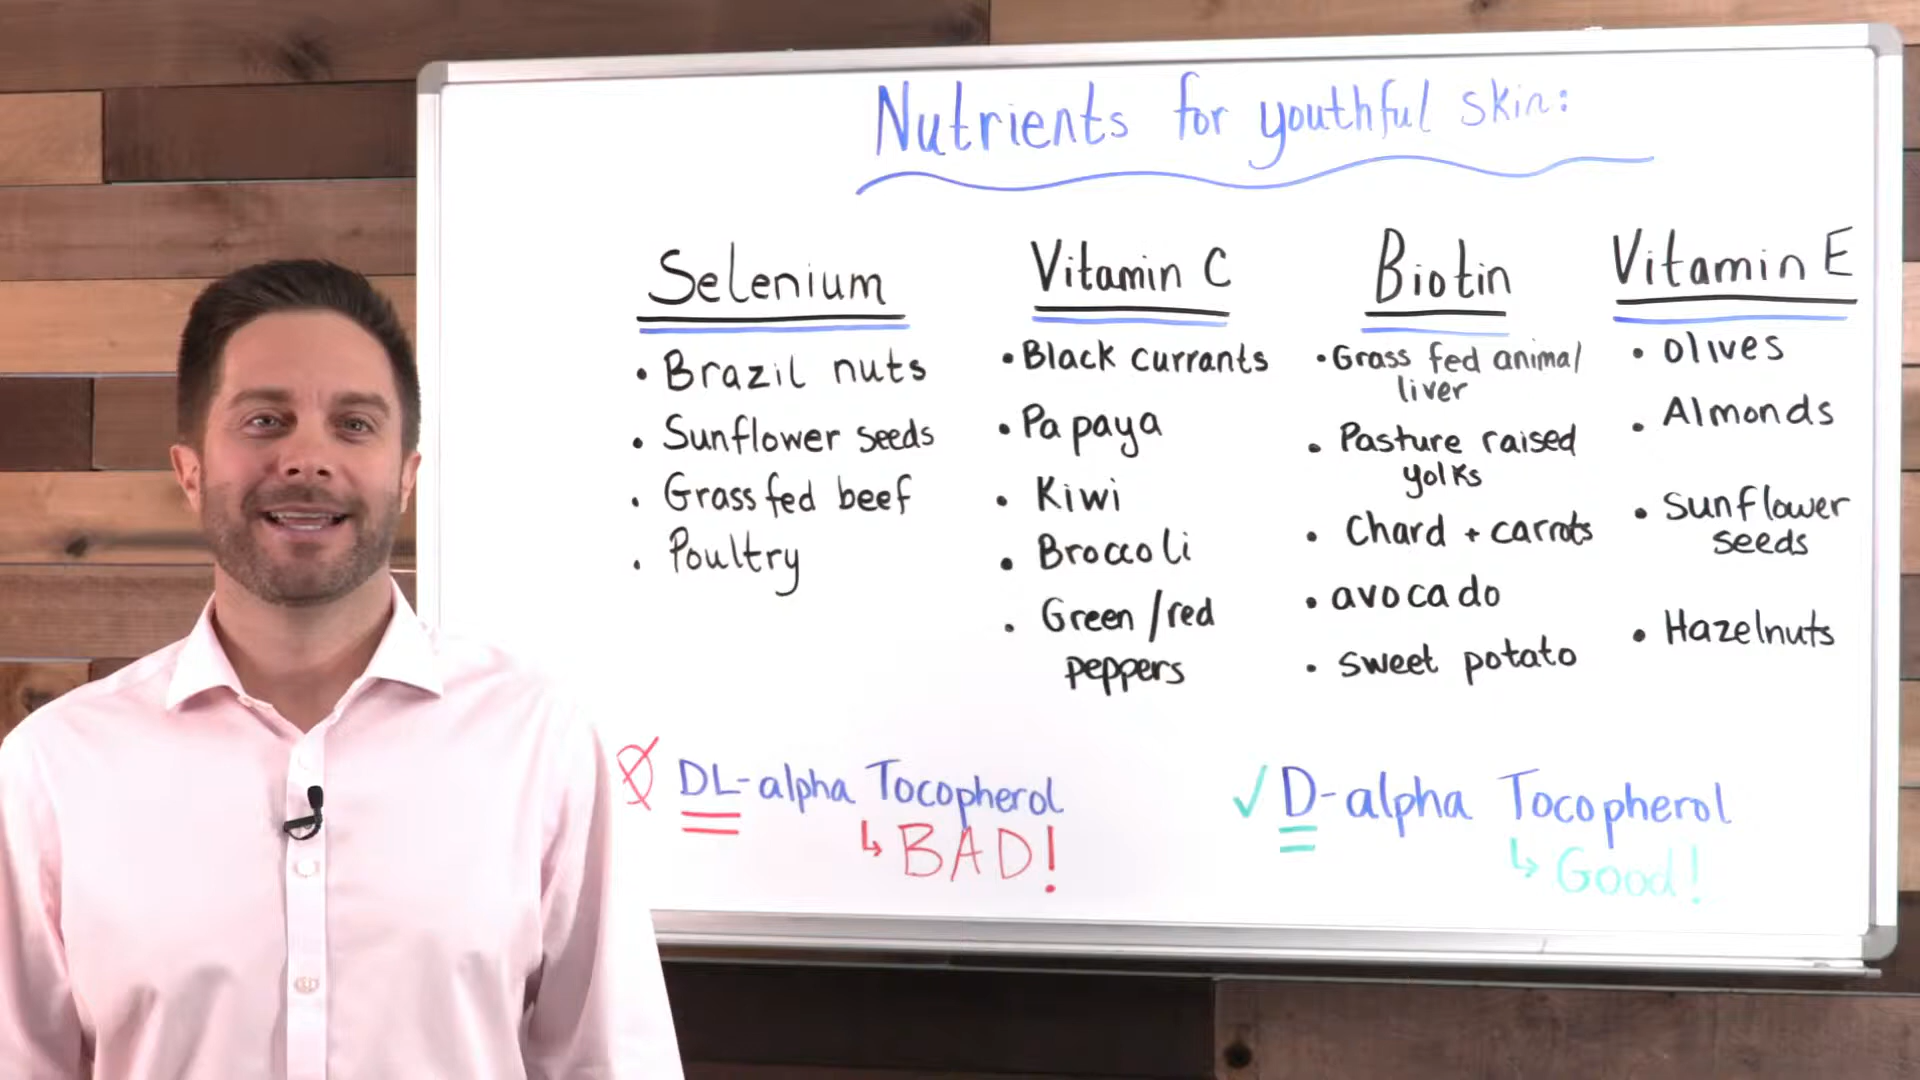 Nutrients for youthful skin:
Selenium
• Brazil nuts
• Sunflower seeds
• Grass fed beef
• Poultry
Vitamin C
• Black currants
• Papaya
• Kiwi
• Broccoli
• Green/red
peppers
Biotin
• Grass fed animal
liver
• Pasture raised
yolks
• Chard + carrots
• avocado
• sweet potato
Vitamin E
• olives
• Almonds
• Sunflower
seeds
• Hazelnuts
DL-alpha Tocopherol
↳ BAD!
✓ D-alpha Tocopherol
↳ Good!